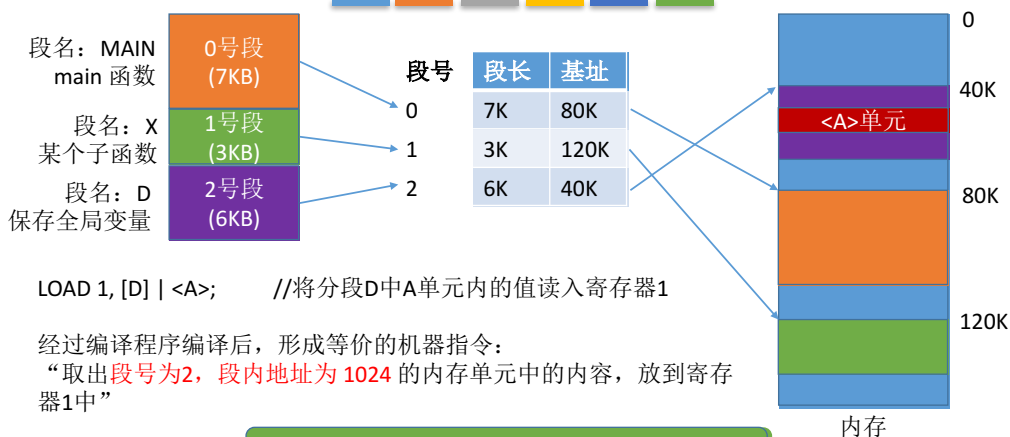 段名：MAIN
main 函数
0号段
(7KB)
段名：X
某个子函数
1号段
(3KB)
段名：D
保存全局变量
2号段
(6KB)
段号 段长 基址
0 7K 80K
1 3K 120K
2 6K 40K
0
40K
<A>单元
80K
120K
内存
LOAD 1, [D] | <A>; //将分段D中A单元内的值读入寄存器1
经过编译程序编译后，形成等价的机器指令：
“取出段号为2，段内地址为 1024 的内存单元中的内容，放到寄存
器1中”